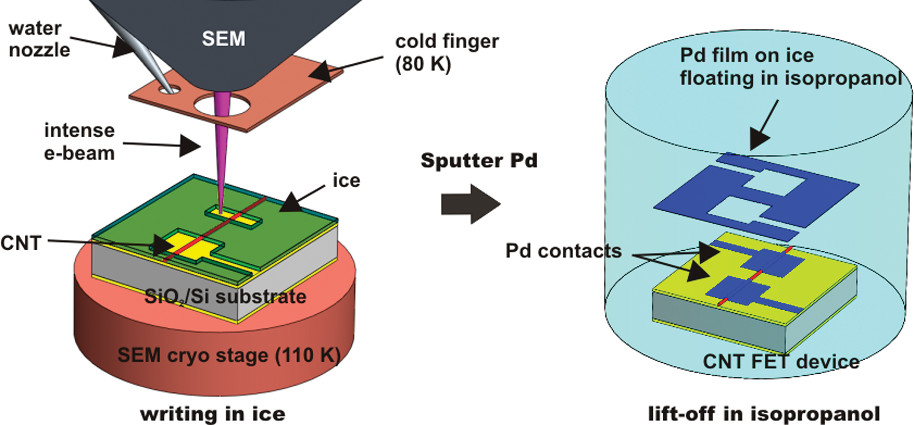 water
nozzle
SEM
cold finger
(80 K)
intense
e-beam
ice
CNT
SiO₂/Si substrate
SEM cryo stage (110 K)
writing in ice
Sputter Pd
Pd film on ice
floating in isopropanol
Pd contacts
CNT FET device
lift-off in isopropanol